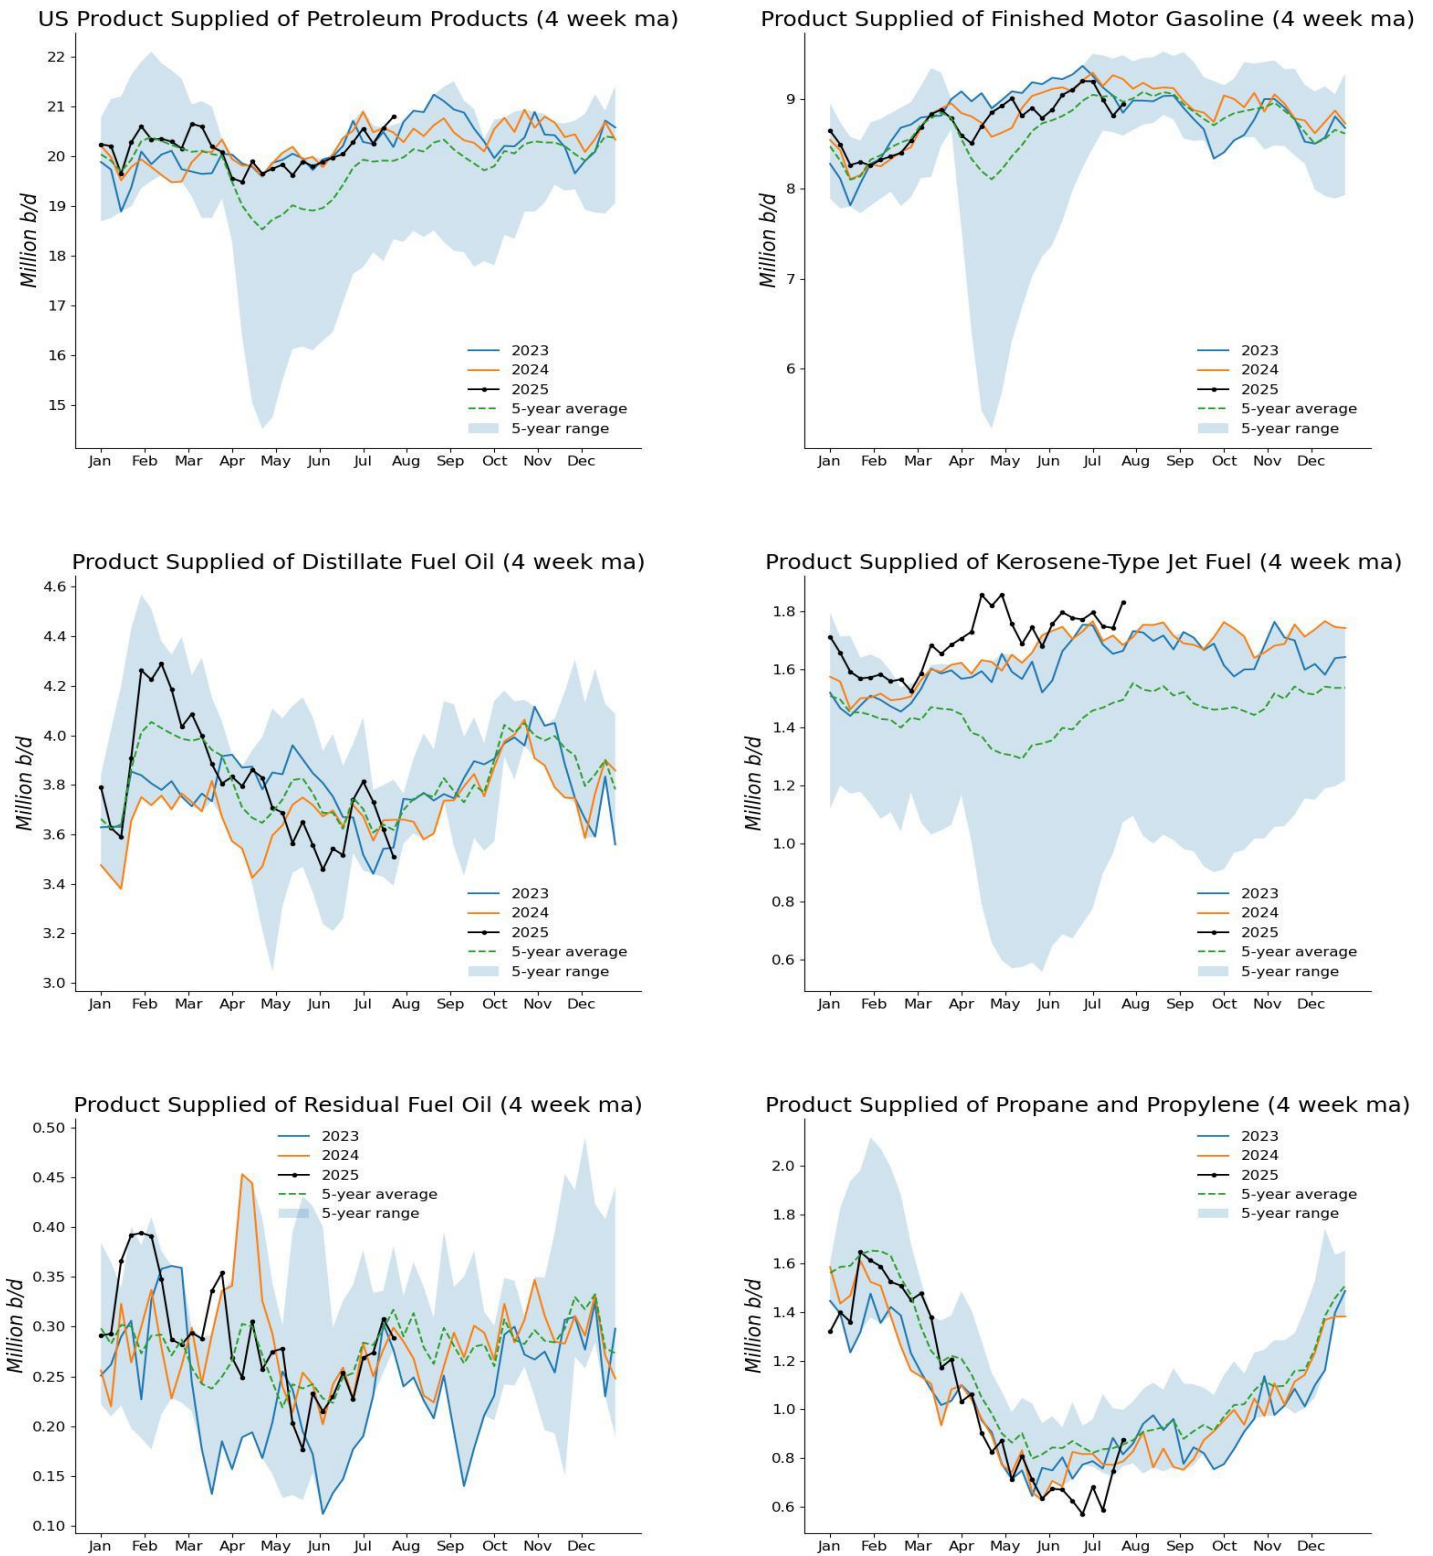 US Product Supplied of Petroleum Products (4 week ma)
22
21
20
19
18
17
16
15
Million b/d
2023
2024
2025
5-year average
5-year range
Jan Feb Mar Apr May Jun Jul Aug Sep Oct Nov Dec
Product Supplied of Finished Motor Gasoline (4 week ma)
9
8
7
6
Million b/d
2023
2024
2025
5-year average
5-year range
Jan Feb Mar Apr May Jun Jul Aug Sep Oct Nov Dec
Product Supplied of Distillate Fuel Oil (4 week ma)
4.6
4.4
4.2
4.0
3.8
3.6
3.4
3.2
3.0
Million b/d
2023
2024
2025
5-year average
5-year range
Jan Feb Mar Apr May Jun Jul Aug Sep Oct Nov Dec
Product Supplied of Kerosene-Type Jet Fuel (4 week ma)
1.8
1.6
1.4
1.2
1.0
0.8
0.6
Million b/d
2023
2024
2025
5-year average
5-year range
Jan Feb Mar Apr May Jun Jul Aug Sep Oct Nov Dec
Product Supplied of Residual Fuel Oil (4 week ma)
0.50
0.45
0.40
0.35
0.30
0.25
0.20
0.15
0.10
Million b/d
2023
2024
2025
5-year average
5-year range
Jan Feb Mar Apr May Jun Jul Aug Sep Oct Nov Dec
Product Supplied of Propane and Propylene (4 week ma)
2.0
1.8
1.6
1.4
1.2
1.0
0.8
0.6
Million b/d
2023
2024
2025
5-year average
5-year range
Jan Feb Mar Apr May Jun Jul Aug Sep Oct Nov Dec